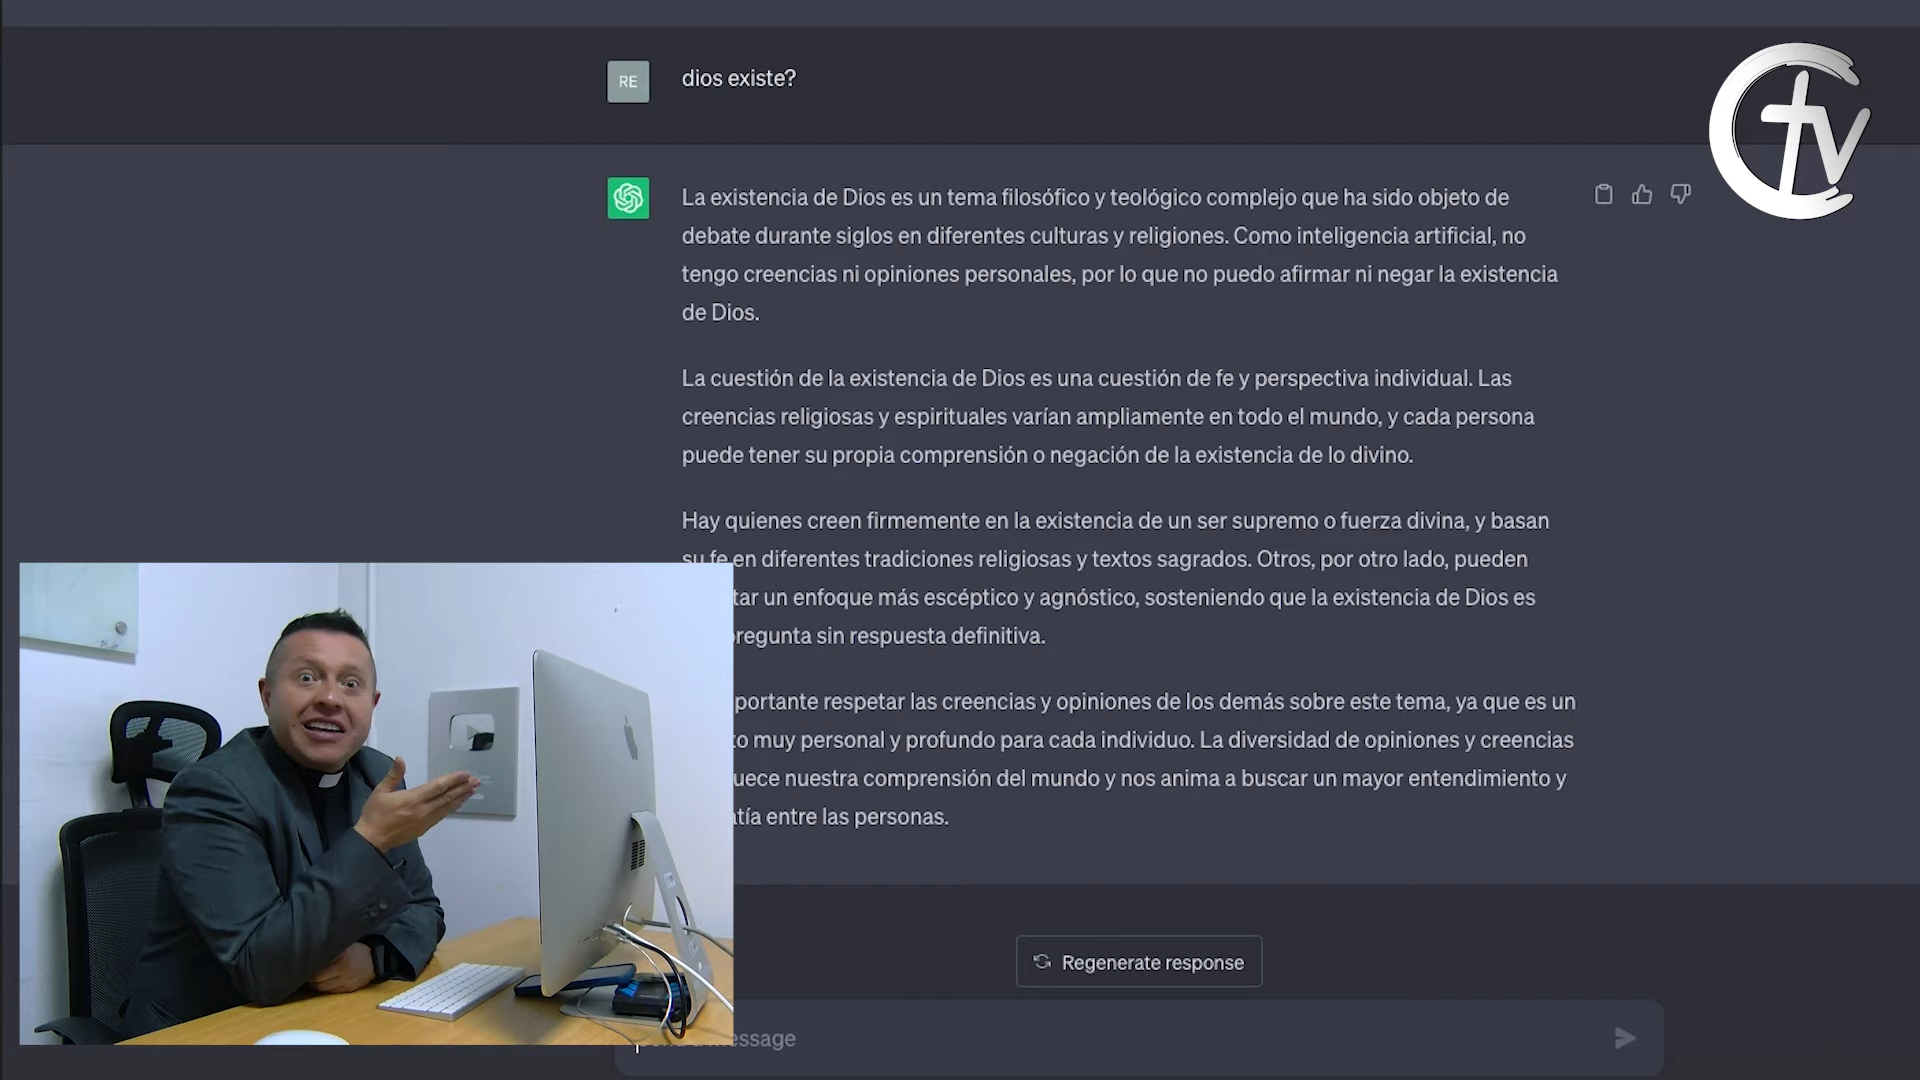 RE
dios existe?
La existencia de Dios es un tema filosófico y teológico complejo que ha sido objeto de
debate durante siglos en diferentes culturas y religiones. Como inteligencia artificial, no
tengo creencias ni opiniones personales, por lo que no puedo afirmar ni negar la existencia
de Dios.
La cuestión de la existencia de Dios es una cuestión de fe y perspectiva individual. Las
creencias religiosas y espirituales varían ampliamente en todo el mundo, y cada persona
puede tener su propia comprensión o negación de la existencia de lo divino.
Hay quienes creen firmemente en la existencia de un ser supremo o fuerza divina, y basan
su fe en diferentes tradiciones religiosas y textos sagrados. Otros, por otro lado, pueden
tar un enfoque más escéptico y agnóstico, sosteniendo que la existencia de Dios es
regunta sin respuesta definitiva.
portante respetar las creencias y opiniones de los demás sobre este tema, ya que es un
to muy personal y profundo para cada individuo. La diversidad de opiniones y creencias
uece nuestra comprensión del mundo y nos anima a buscar un mayor entendimiento y
tía entre las personas.
Regenerate response
message
tv